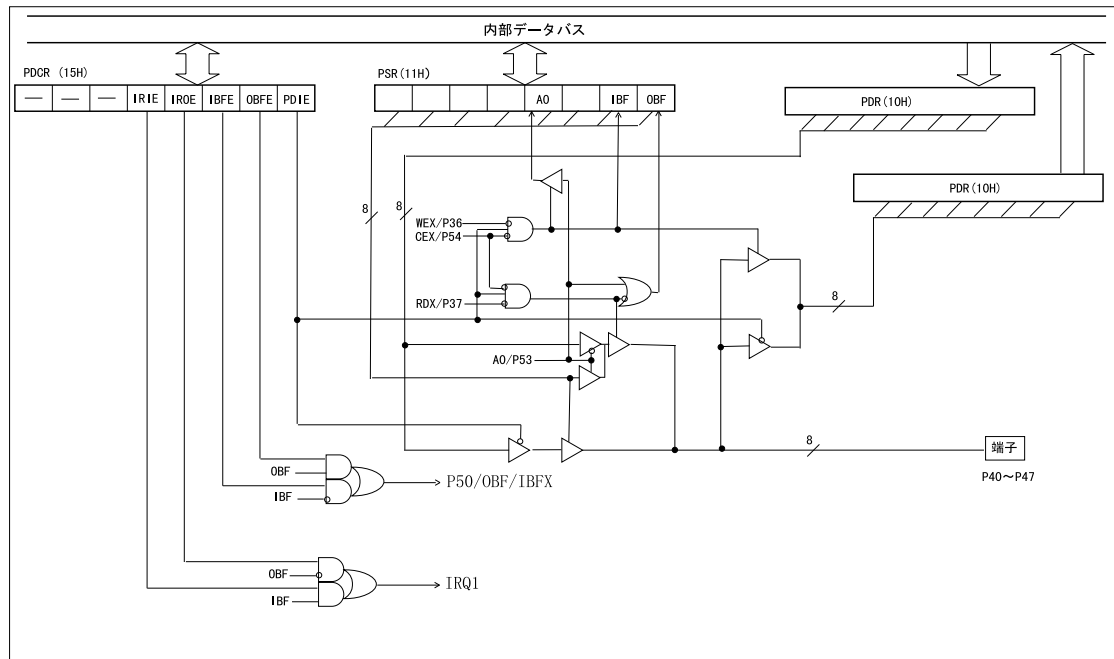 内部データバス
PDCR (15H)
— — — IRIE IROE IBFE OBFE PDIE
PSR(11H)
AO IBF OBF
PDR(10H)
PDR(10H)
8
8
WEX/P36
CEX/P54
RDX/P37
8
AO/P53
8
端子
P40～P47
OBF
IBF
P50/OBF/IBFX
OBF
IBF
IRQ1